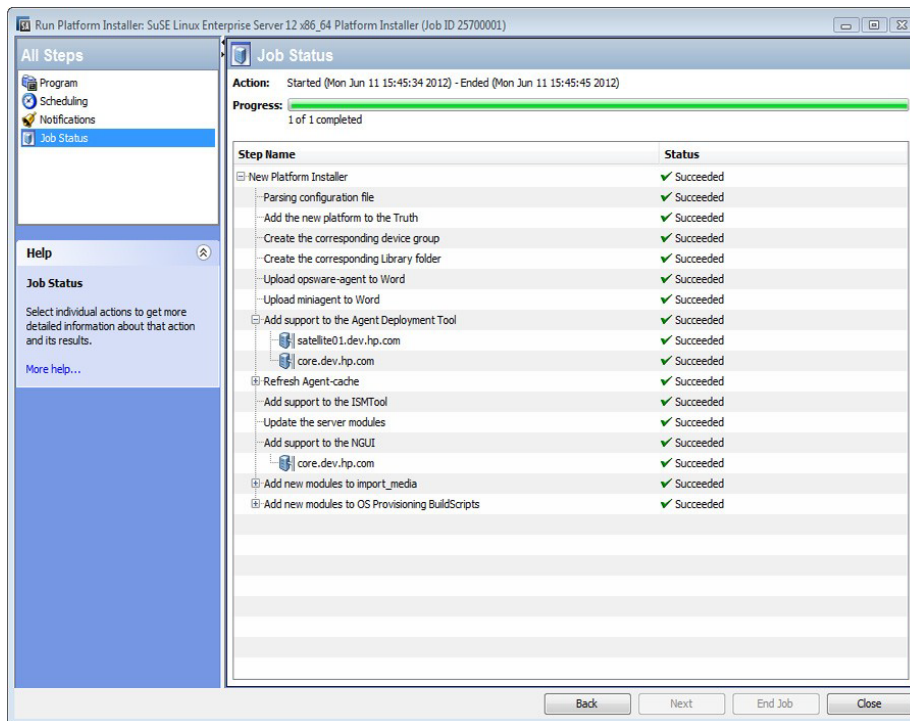 Run Platform Installer: SuSE Linux Enterprise Server 12 x86_64 Platform Installer (Job ID 25700001)
All Steps
Program
Scheduling
Notifications
Job Status
Help
Job Status
Select individual actions to get more
detailed information about that action
and its results.
More help...
Job Status
Action: Started (Mon Jun 11 15:45:34 2012) - Ended (Mon Jun 11 15:45:45 2012)
Progress:
1 of 1 completed
Step Name Status
New Platform Installer Succeeded
Parsing configuration file Succeeded
Add the new platform to the Truth Succeeded
Create the corresponding device group Succeeded
Create the corresponding Library folder Succeeded
Upload opsware-agent to Word Succeeded
Upload miniagent to Word Succeeded
Add support to the Agent Deployment Tool Succeeded
satellite01.dev.hp.com Succeeded
core.dev.hp.com Succeeded
Refresh Agent-cache Succeeded
Add support to the ISMTool Succeeded
Update the server modules Succeeded
Add support to the NGUI Succeeded
core.dev.hp.com Succeeded
Add new modules to import_media Succeeded
Add new modules to OS Provisioning BuildScripts Succeeded
Back Next End Job Close